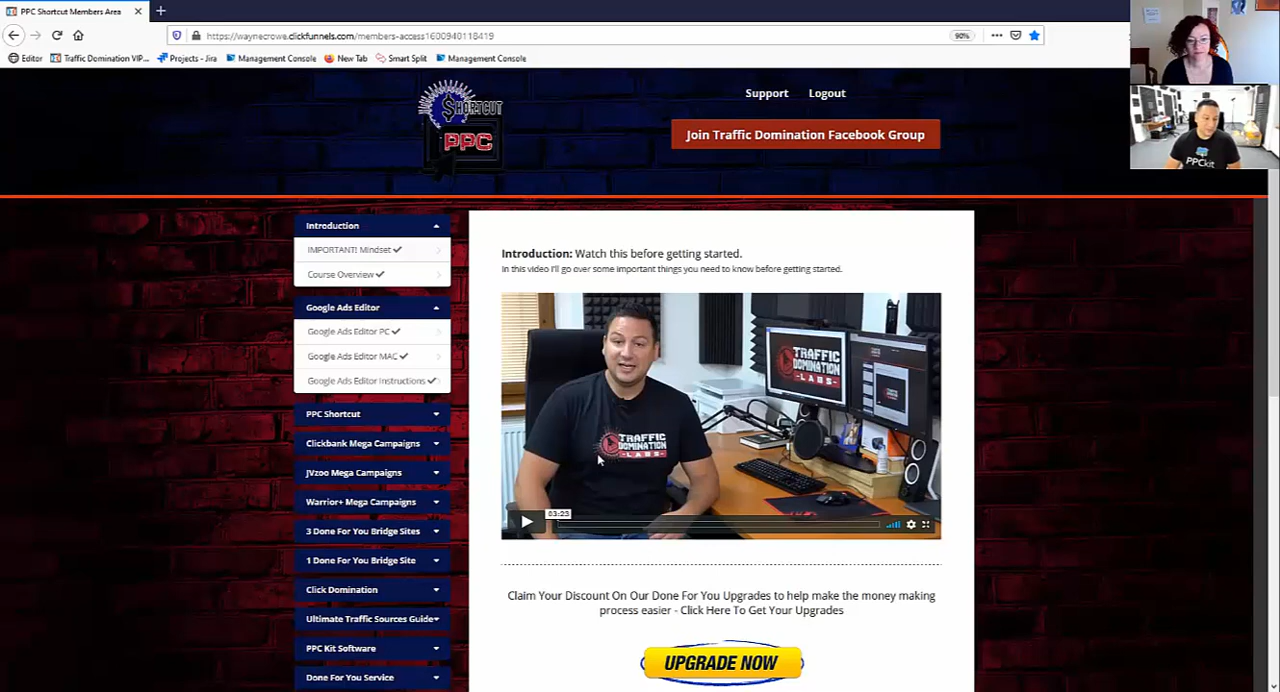 PPC Shortcut Members Area
https://waynecrowe.clickfunnels.com/members-access1600940118419
90%
Editor
Traffic Domination VIP...
Projects - Jira
Management Console
New Tab
Smart Split
Management Console
SHORTCUT
PPC
Support
Logout
Join Traffic Domination Facebook Group
PPCkit
Introduction
IMPORTANT! Mindset
Course Overview
Google Ads Editor
Google Ads Editor PC
Google Ads Editor MAC
Google Ads Editor Instructions
PPC Shortcut
Clickbank Mega Campaigns
JVzoo Mega Campaigns
Warrior+ Mega Campaigns
3 Done For You Bridge Sites
1 Done For You Bridge Site
Click Domination
Ultimate Traffic Sources Guide
PPC Kit Software
Done For You Service
Introduction: Watch this before getting started.
In this video I'll go over some important things you need to know before getting started.
TRAFFIC
DOMINATION
LABS
TRAFFIC
DOMINATION
LABS
03:23
Claim Your Discount On Our Done For You Upgrades to help make the money making
process easier - Click Here To Get Your Upgrades
UPGRADE NOW